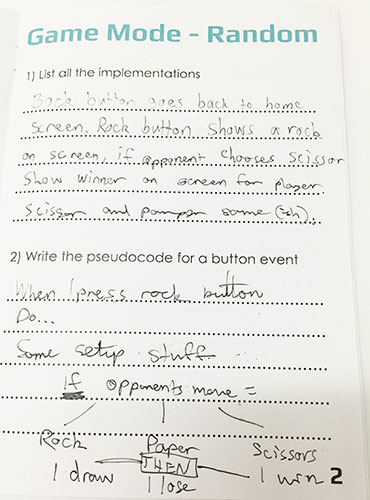 Game Mode - Random
1) List all the implementations
Back button goes back to home
screen. Rock button shows a rock
on screen, if opponent chooses scissor
Show winner on screen for player
Scissor and pamper same (ish).
2) Write the pseudocode for a button event
When I press rock button
Do...
Some setup stuff
If opponents move =
Rock Paper Scissors
THEN
I draw I lose I win
2